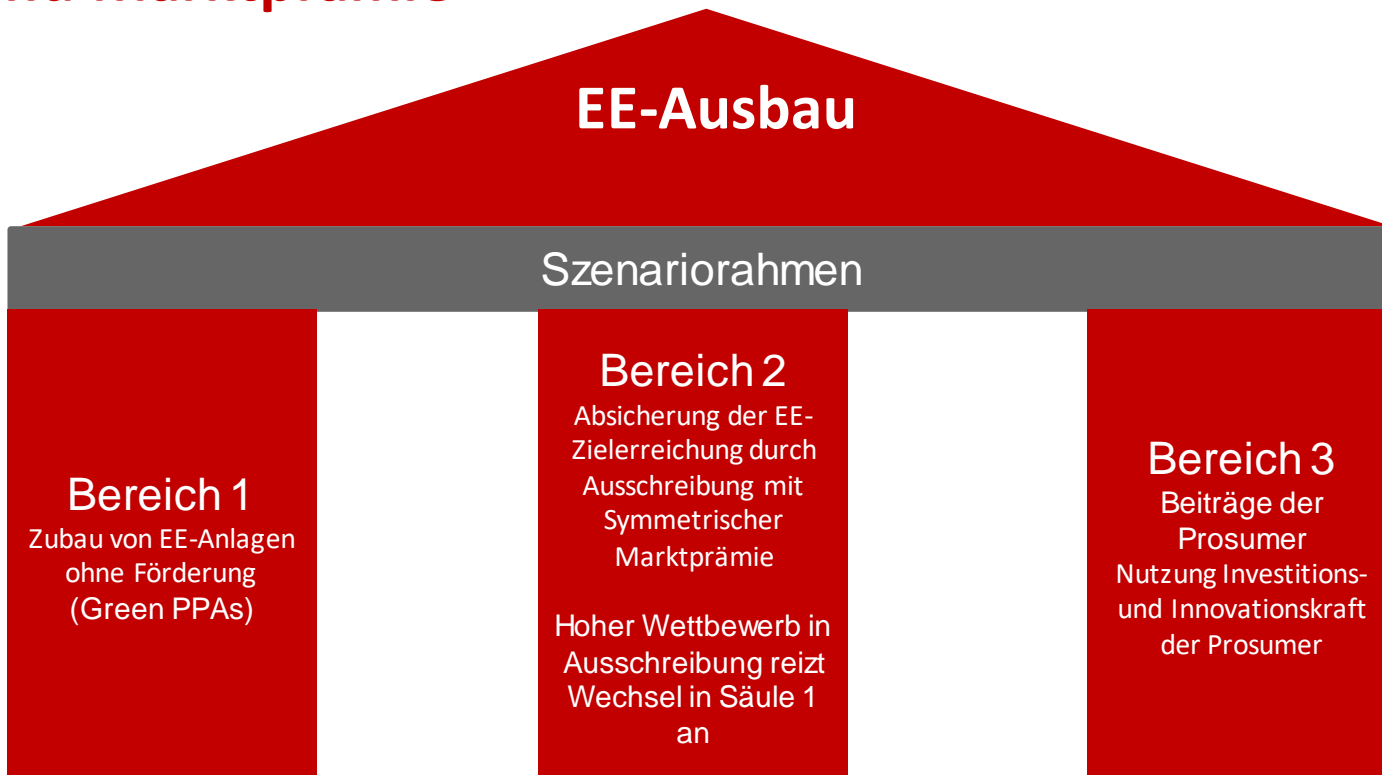 EE-Ausbau
Szenariorahmen
Bereich 1
Zubau von EE-Anlagen
ohne Förderung
(Green PPAs)
Bereich 2
Absicherung der EE-
Zielerreichung durch
Ausschreibung mit
Symmetrischer
Marktprämie
Hoher Wettbewerb in
Ausschreibung reizt
Wechsel in Säule 1
an
Bereich 3
Beiträge der
Prosumer
Nutzung Investitions-
und Innovationskraft
der Prosumer